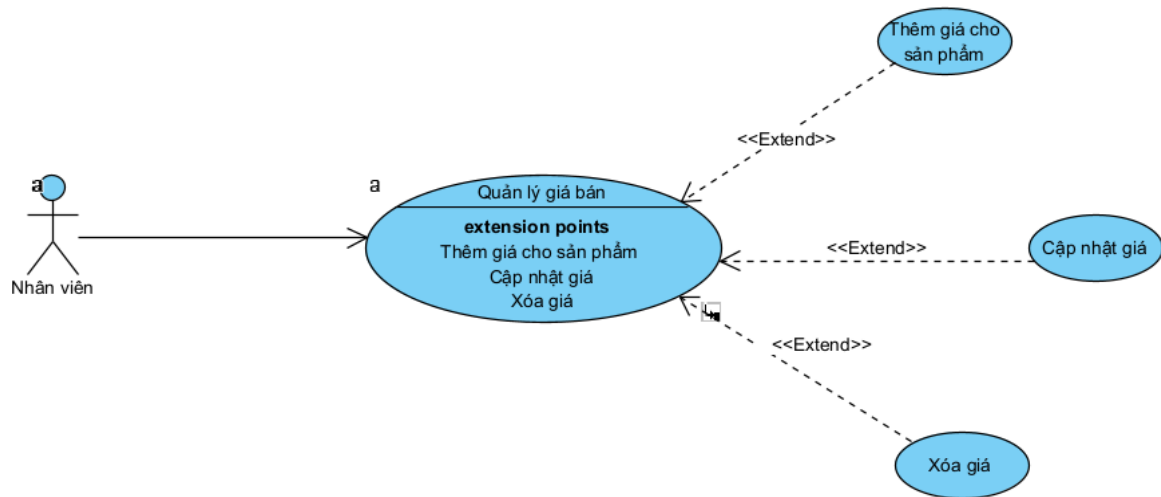 Thêm giá cho
sản phẩm
<<Extend>>
a
a
Quản lý giá bán
extension points
Thêm giá cho sản phẩm
Cập nhật giá
Xóa giá
<<Extend>>
Cập nhật giá
Nhân viên
<<Extend>>
Xóa giá